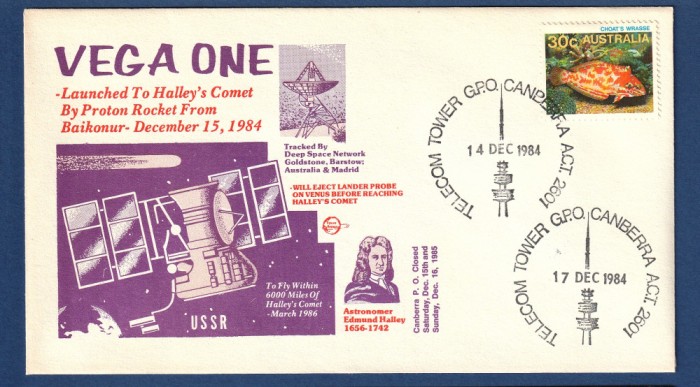 VEGA ONE
-Launched To Halley's Comet
By Proton Rocket From
Baikonur- December 15, 1984
Tracked By
Deep Space Network
Goldstone, Barstow;
Australia & Madrid
-WILL EJECT LANDER PROBE
ON VENUS BEFORE REACHING
HALLEY'S COMET
To Fly Within
6000 Miles Of
Halley's Comet
-March 1986
USSR
Astronomer
Edmund Halley
1656-1742
Canberra P. O. Closed
Saturday, Dec. 15th and
Sunday, Dec. 16, 1985
CHOAT'S WRASSE
30c AUSTRALIA
TELECOM TOWER G.P.O. CANBERRA A.C.T. 2601
14 DEC 1984
TELECOM TOWER G.P.O. CANBERRA A.C.T. 2601
17 DEC 1984